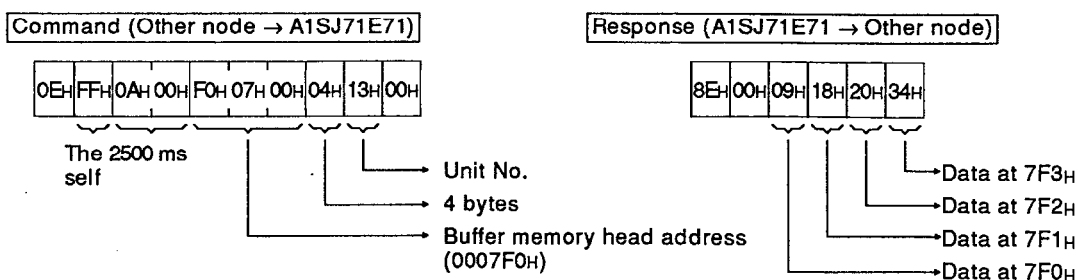 Command (Other node → A1SJ71E71)
Response (A1SJ71E71 → Other node)
0EH FFH 0AH 00H F0H 07H 00H 04H 13H 00H
8EH 00H 09H 18H 20H 34H
The 2500 ms
self
Unit No.
4 bytes
Buffer memory head address
(0007F0H)
Data at 7F3H
Data at 7F2H
Data at 7F1H
Data at 7F0H